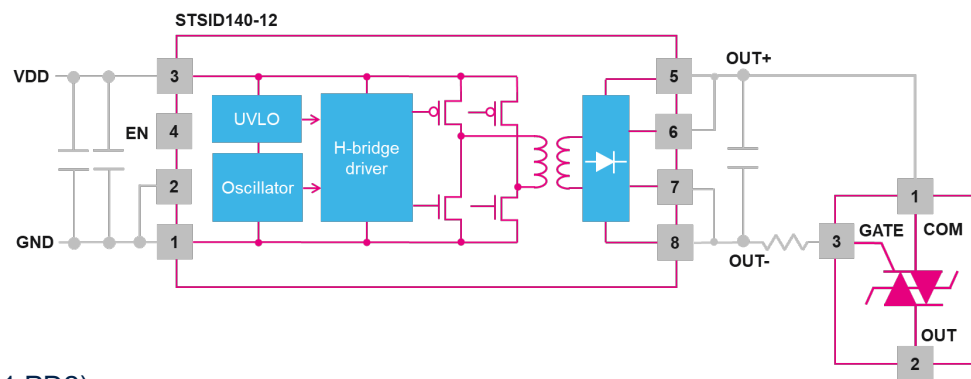 STSID140-12
VDD
3
5
OUT+
UVLO
H-bridge
driver
EN
4
6
Oscillator
2
7
1
GND
1
8
OUT-
3
GATE
COM
OUT
2